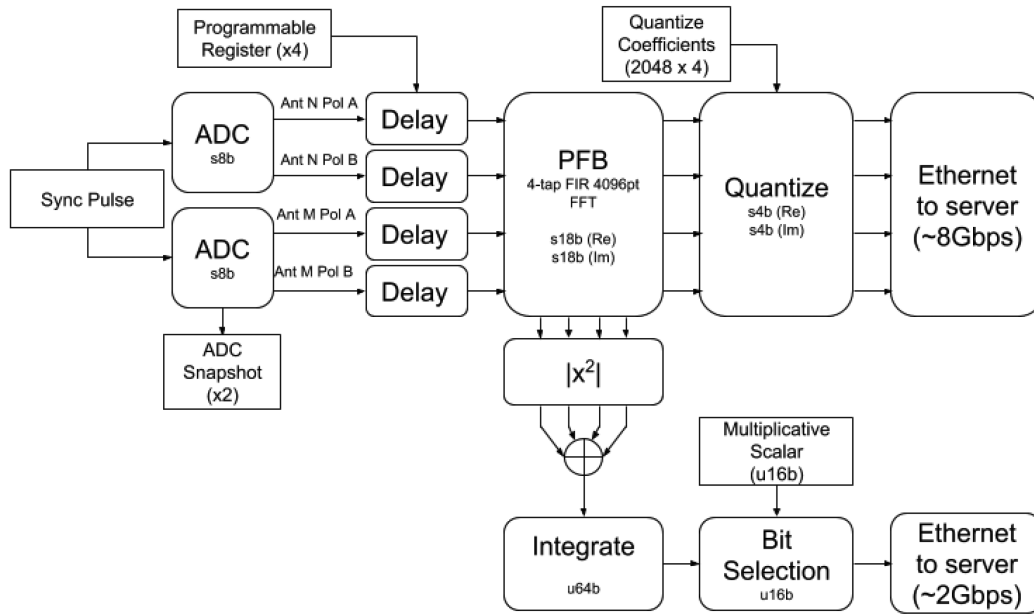 Programmable
Register (x4)
Quantize
Coefficients
(2048 x 4)
ADC
s8b
Ant N Pol A
Ant N Pol B
Delay
Delay
Sync Pulse
ADC
s8b
Ant M Pol A
Ant M Pol B
Delay
Delay
PFB
4-tap FIR 4096pt
FFT
s18b (Re)
s18b (Im)
Quantize
s4b (Re)
s4b (Im)
Ethernet
to server
(~8Gbps)
ADC
Snapshot
(x2)
|x²|
Multiplicative
Scalar
(u16b)
Integrate
u64b
Bit
Selection
u16b
Ethernet
to server
(~2Gbps)